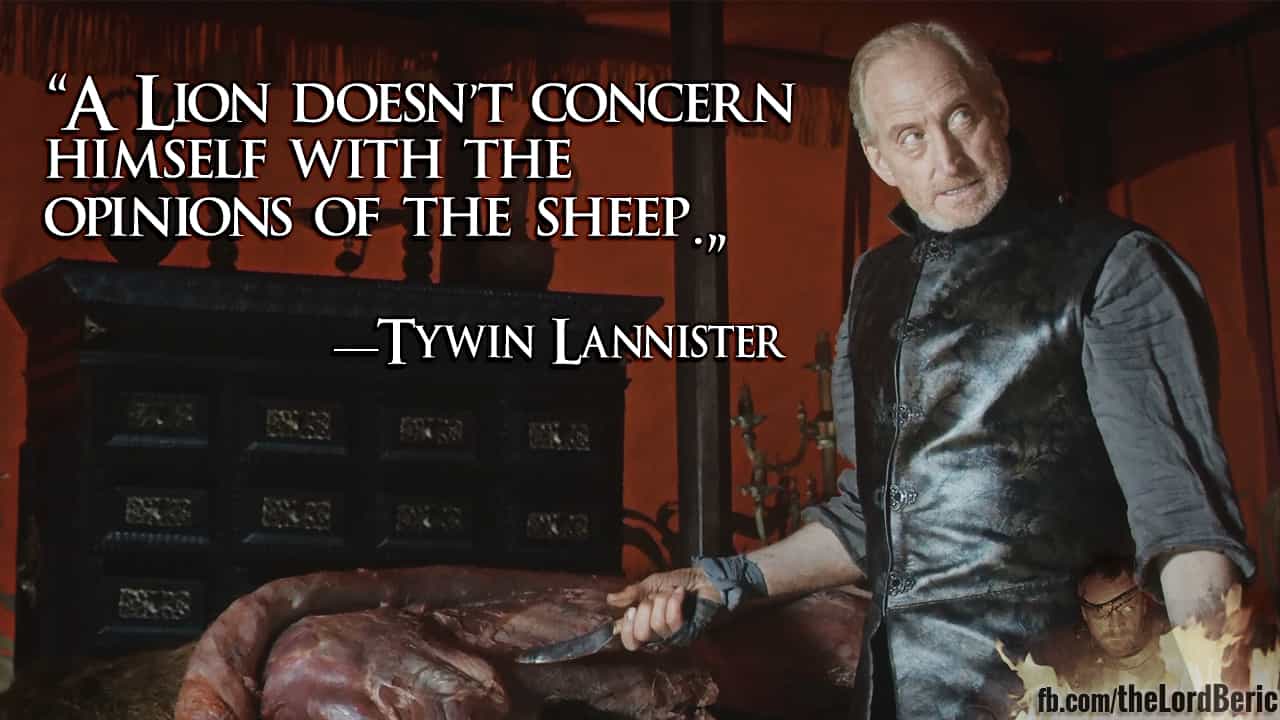 “A Lion doesn’t concern
himself with the
opinions of the sheep.„
—Tywin Lannister
fb.com/theLordBeric